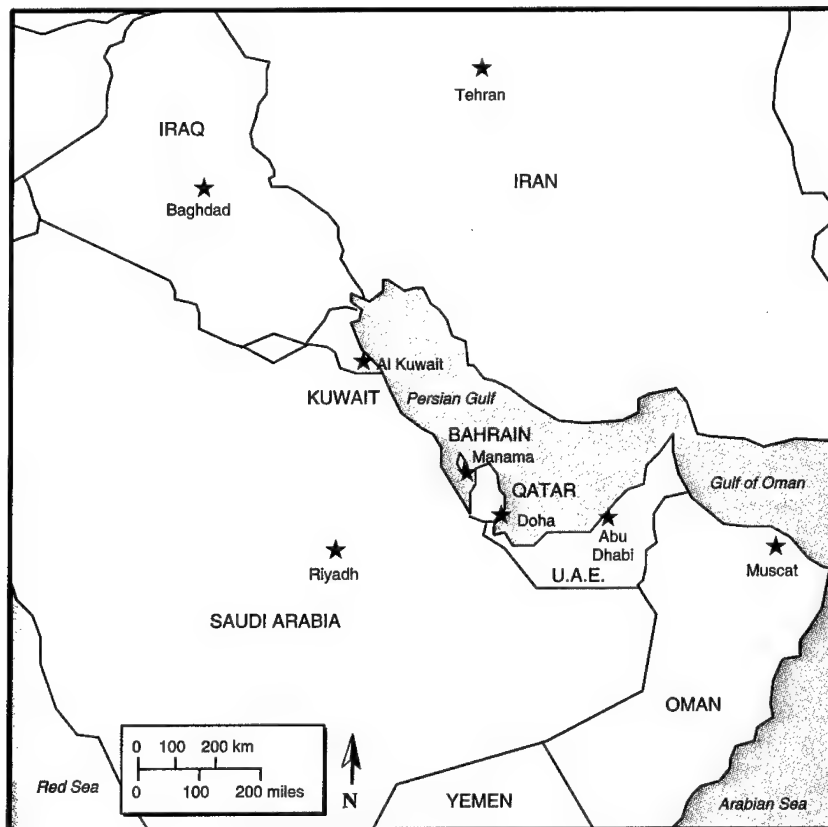 Tehran
IRAQ
IRAN
Baghdad
Al Kuwait
KUWAIT
Persian Gulf
BAHRAIN
Manama
QATAR
Gulf of Oman
Doha
Abu
Dhabi
Muscat
Riyadh
U.A.E.
SAUDI ARABIA
OMAN
0 100 200 km
0 100 200 miles
N
Red Sea
YEMEN
Arabian Sea